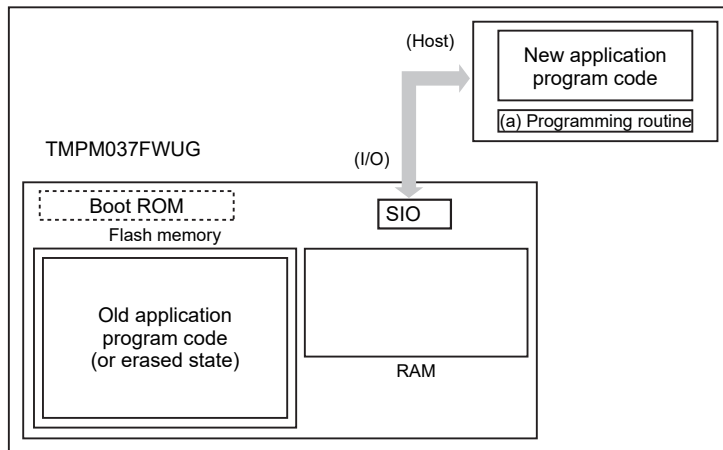 (Host)
New application
program code
(a) Programming routine
TMPM037FWUG
(I/O)
Boot ROM
SIO
Flash memory
Old application
program code
(or erased state)
RAM